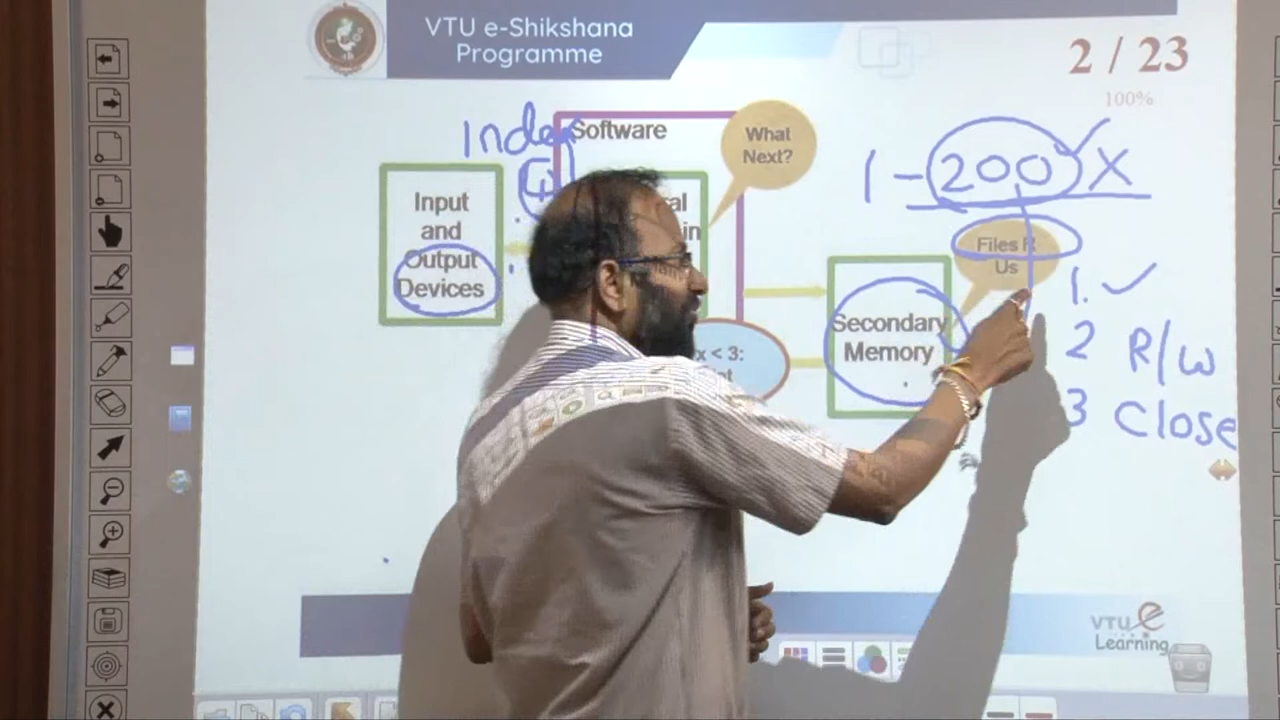 VTU e-Shikshana
Programme
2 / 23
100%
Index
Software
What
Next?
1 - 200 X
Input
and
Output
Devices
Files R
Us
Secondary
Memory
x < 3:
1.
2 R/W
3 Close
VTU e
Learning